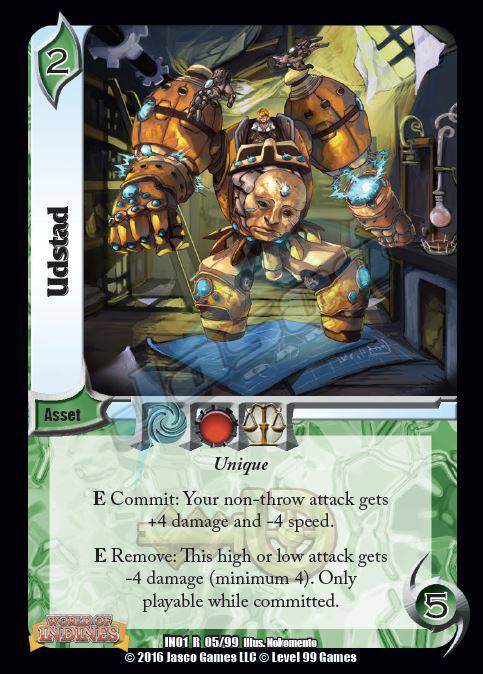 2
Udstad
Asset
Unique
E Commit: Your non-throw attack gets
+4 damage and -4 speed.
E Remove: This high or low attack gets
-4 damage (minimum 4). Only
playable while committed.
5
WORLD OF
INDINES
IN01 R 05/99 Illus. Nokomento
© 2016 Jasco Games LLC © Level 99 Games